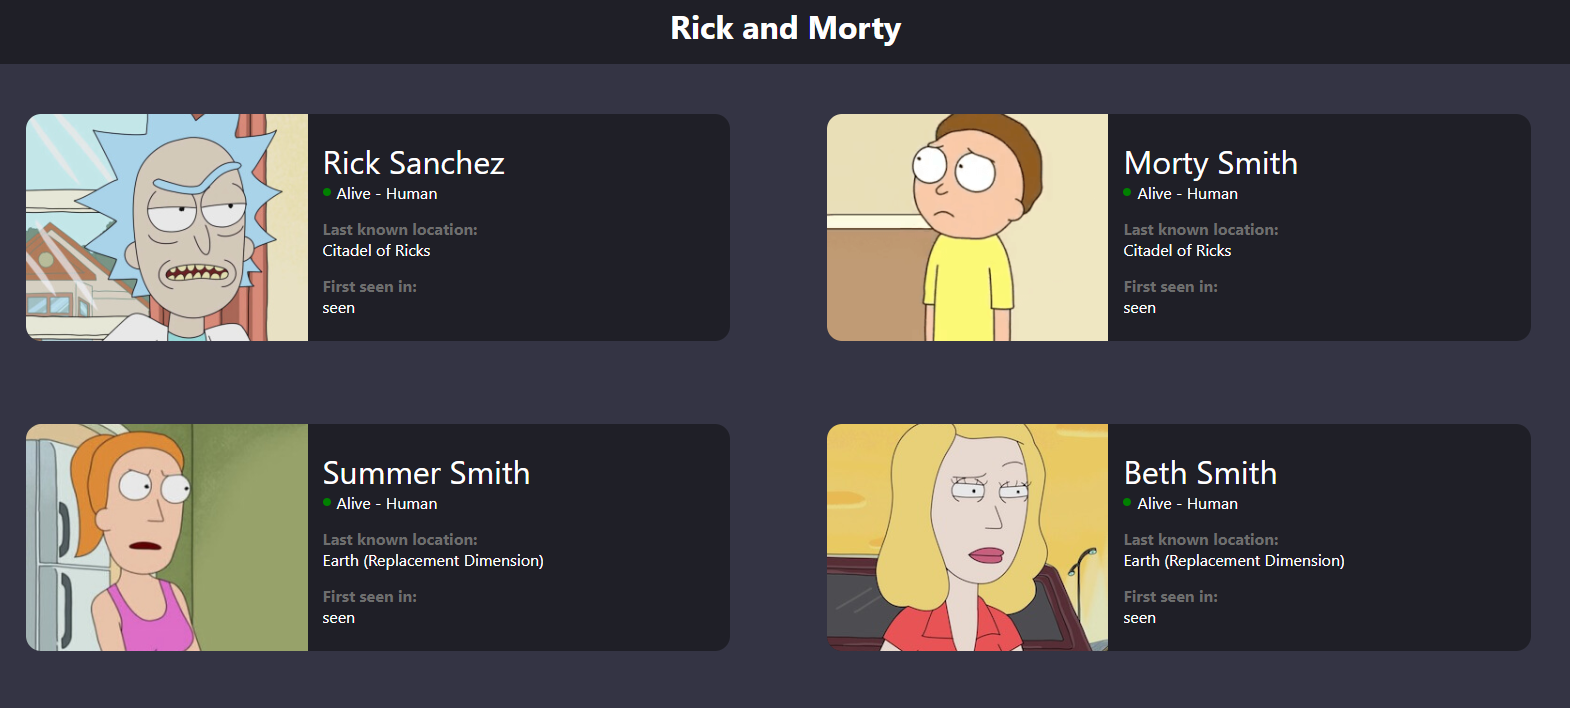 Rick and Morty
Rick Sanchez
Alive - Human
Last known location:
Citadel of Ricks
First seen in:
seen
Morty Smith
Alive - Human
Last known location:
Citadel of Ricks
First seen in:
seen
Summer Smith
Alive - Human
Last known location:
Earth (Replacement Dimension)
First seen in:
seen
Beth Smith
Alive - Human
Last known location:
Earth (Replacement Dimension)
First seen in:
seen